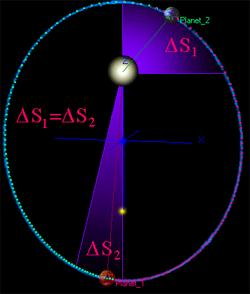 Planet_2
ΔS₁
z
ΔS₁=ΔS₂
x
ΔS₂
Planet_1